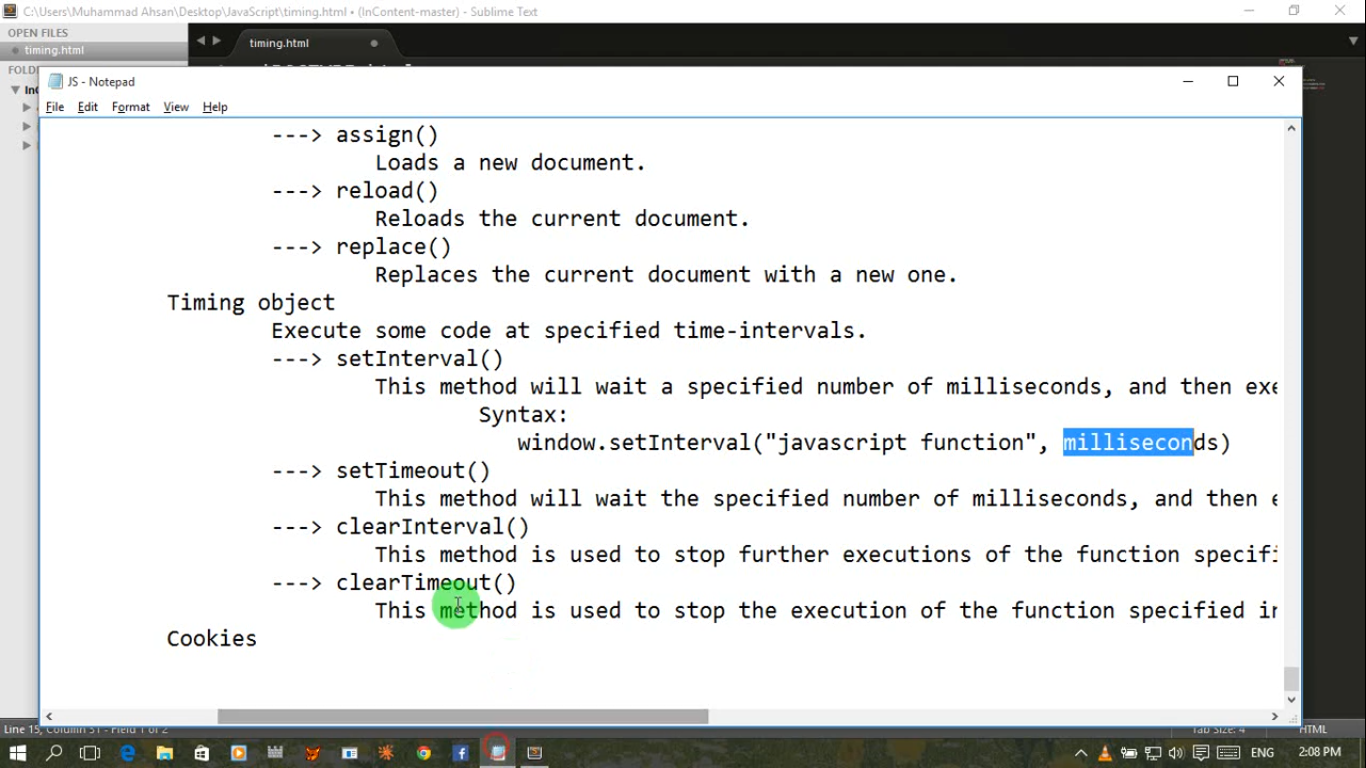 C:\Users\Muhammad Ahsan\Desktop\JavaScript\timing.html • (InContent-master) - Sublime Text
OPEN FILES
timing.html
timing.html
FOLD
JS - Notepad
InC
File Edit Format View Help
---> assign()
Loads a new document.
---> reload()
Reloads the current document.
---> replace()
Replaces the current document with a new one.
Timing object
Execute some code at specified time-intervals.
---> setInterval()
This method will wait a specified number of milliseconds, and then exe
Syntax:
window.setInterval("javascript function", milliseconds)
---> setTimeout()
This method will wait the specified number of milliseconds, and then e
---> clearInterval()
This method is used to stop further executions of the function specifi
---> clearTimeout()
This method is used to stop the execution of the function specified in
Cookies
Line 15, Column 51 - Field 1 of 2
Tab Size: 4
HTML
ENG
2:08 PM